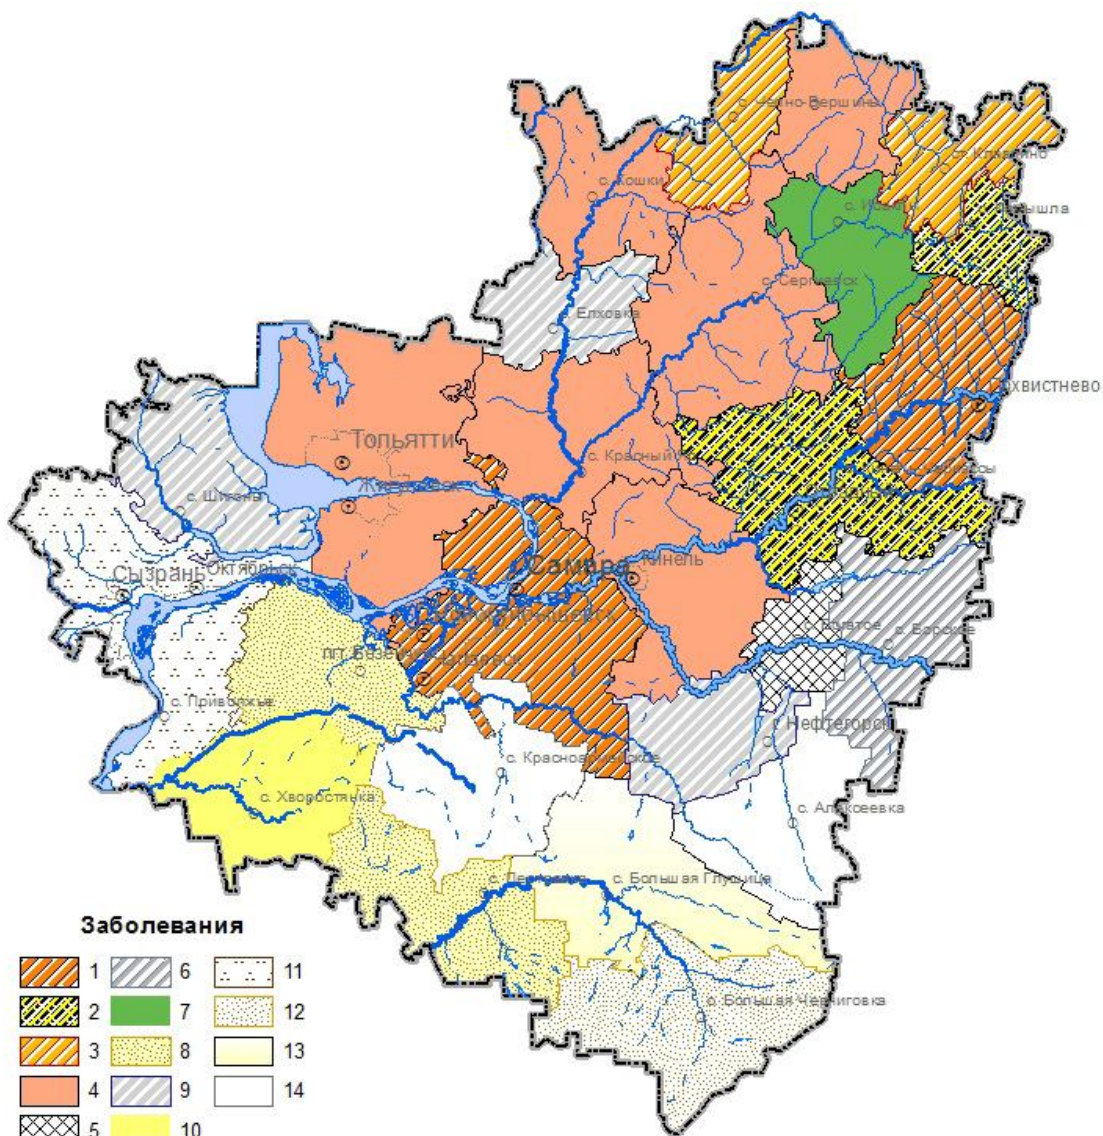 с. Челно-Вершины
ст. Клявлино
с. Кошки
с. Сергиевск
с. Елховка
Похвистнево
Тольятти
с. Красный Яр
Жигулевск
с. Шигоны
Октябрьск
Сызрань
Самара
Кинель
с. Богатое
с. Борское
пгт. Безенчук
Чапаевск
с. Приволжье
г. Нефтегорск
с. Красноармейское
с. Хворостянка
с. Алексеевка
с. Пестравка
с. Большая Глушица
с. Большая Черниговка
Заболевания
1 6 11
2 7 12
3 8 13
4 9 14
5 10